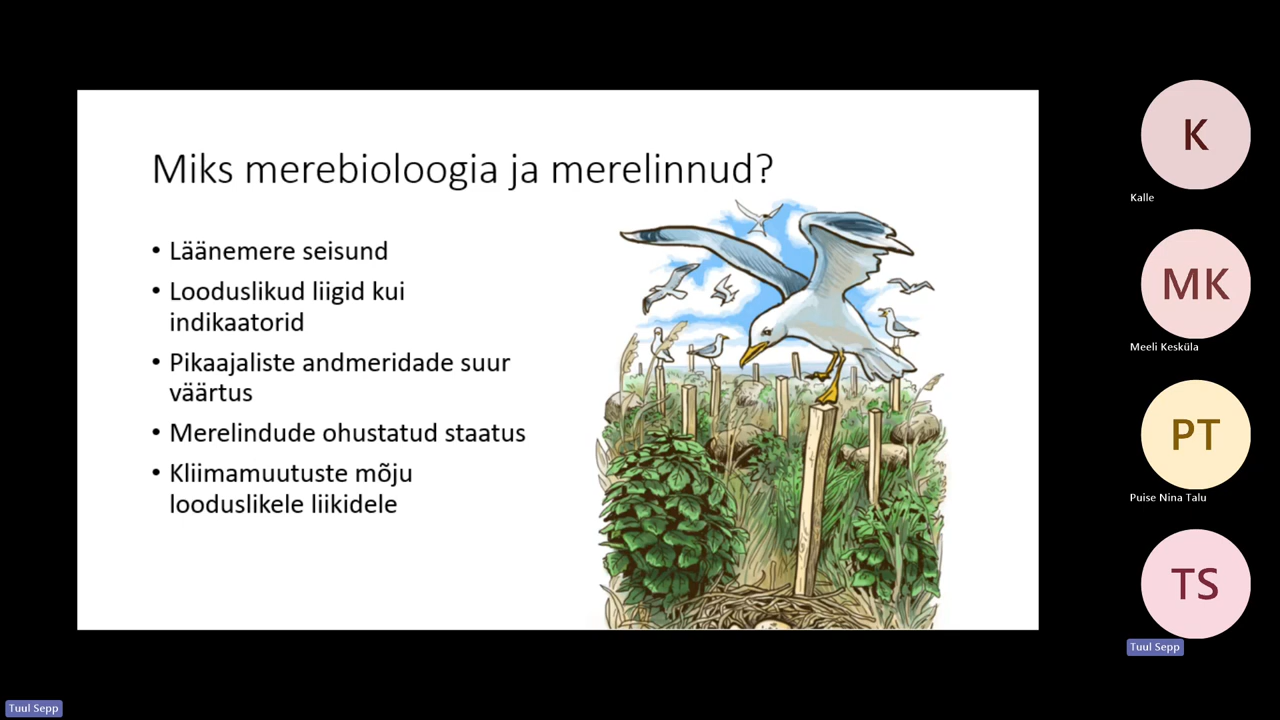 Miks merebioloogia ja merelinnud?
• Läänemere seisund
• Looduslikud liigid kui
indikaatorid
• Pikaajaliste andmeridade suur
väärtus
• Merelindude ohustatud staatus
• Kliimamuutuste mõju
looduslikele liikidele
K
Kalle
MK
Meeli Kesküla
PT
Puise Nina Talu
TS
Tuul Sepp
Tuul Sepp